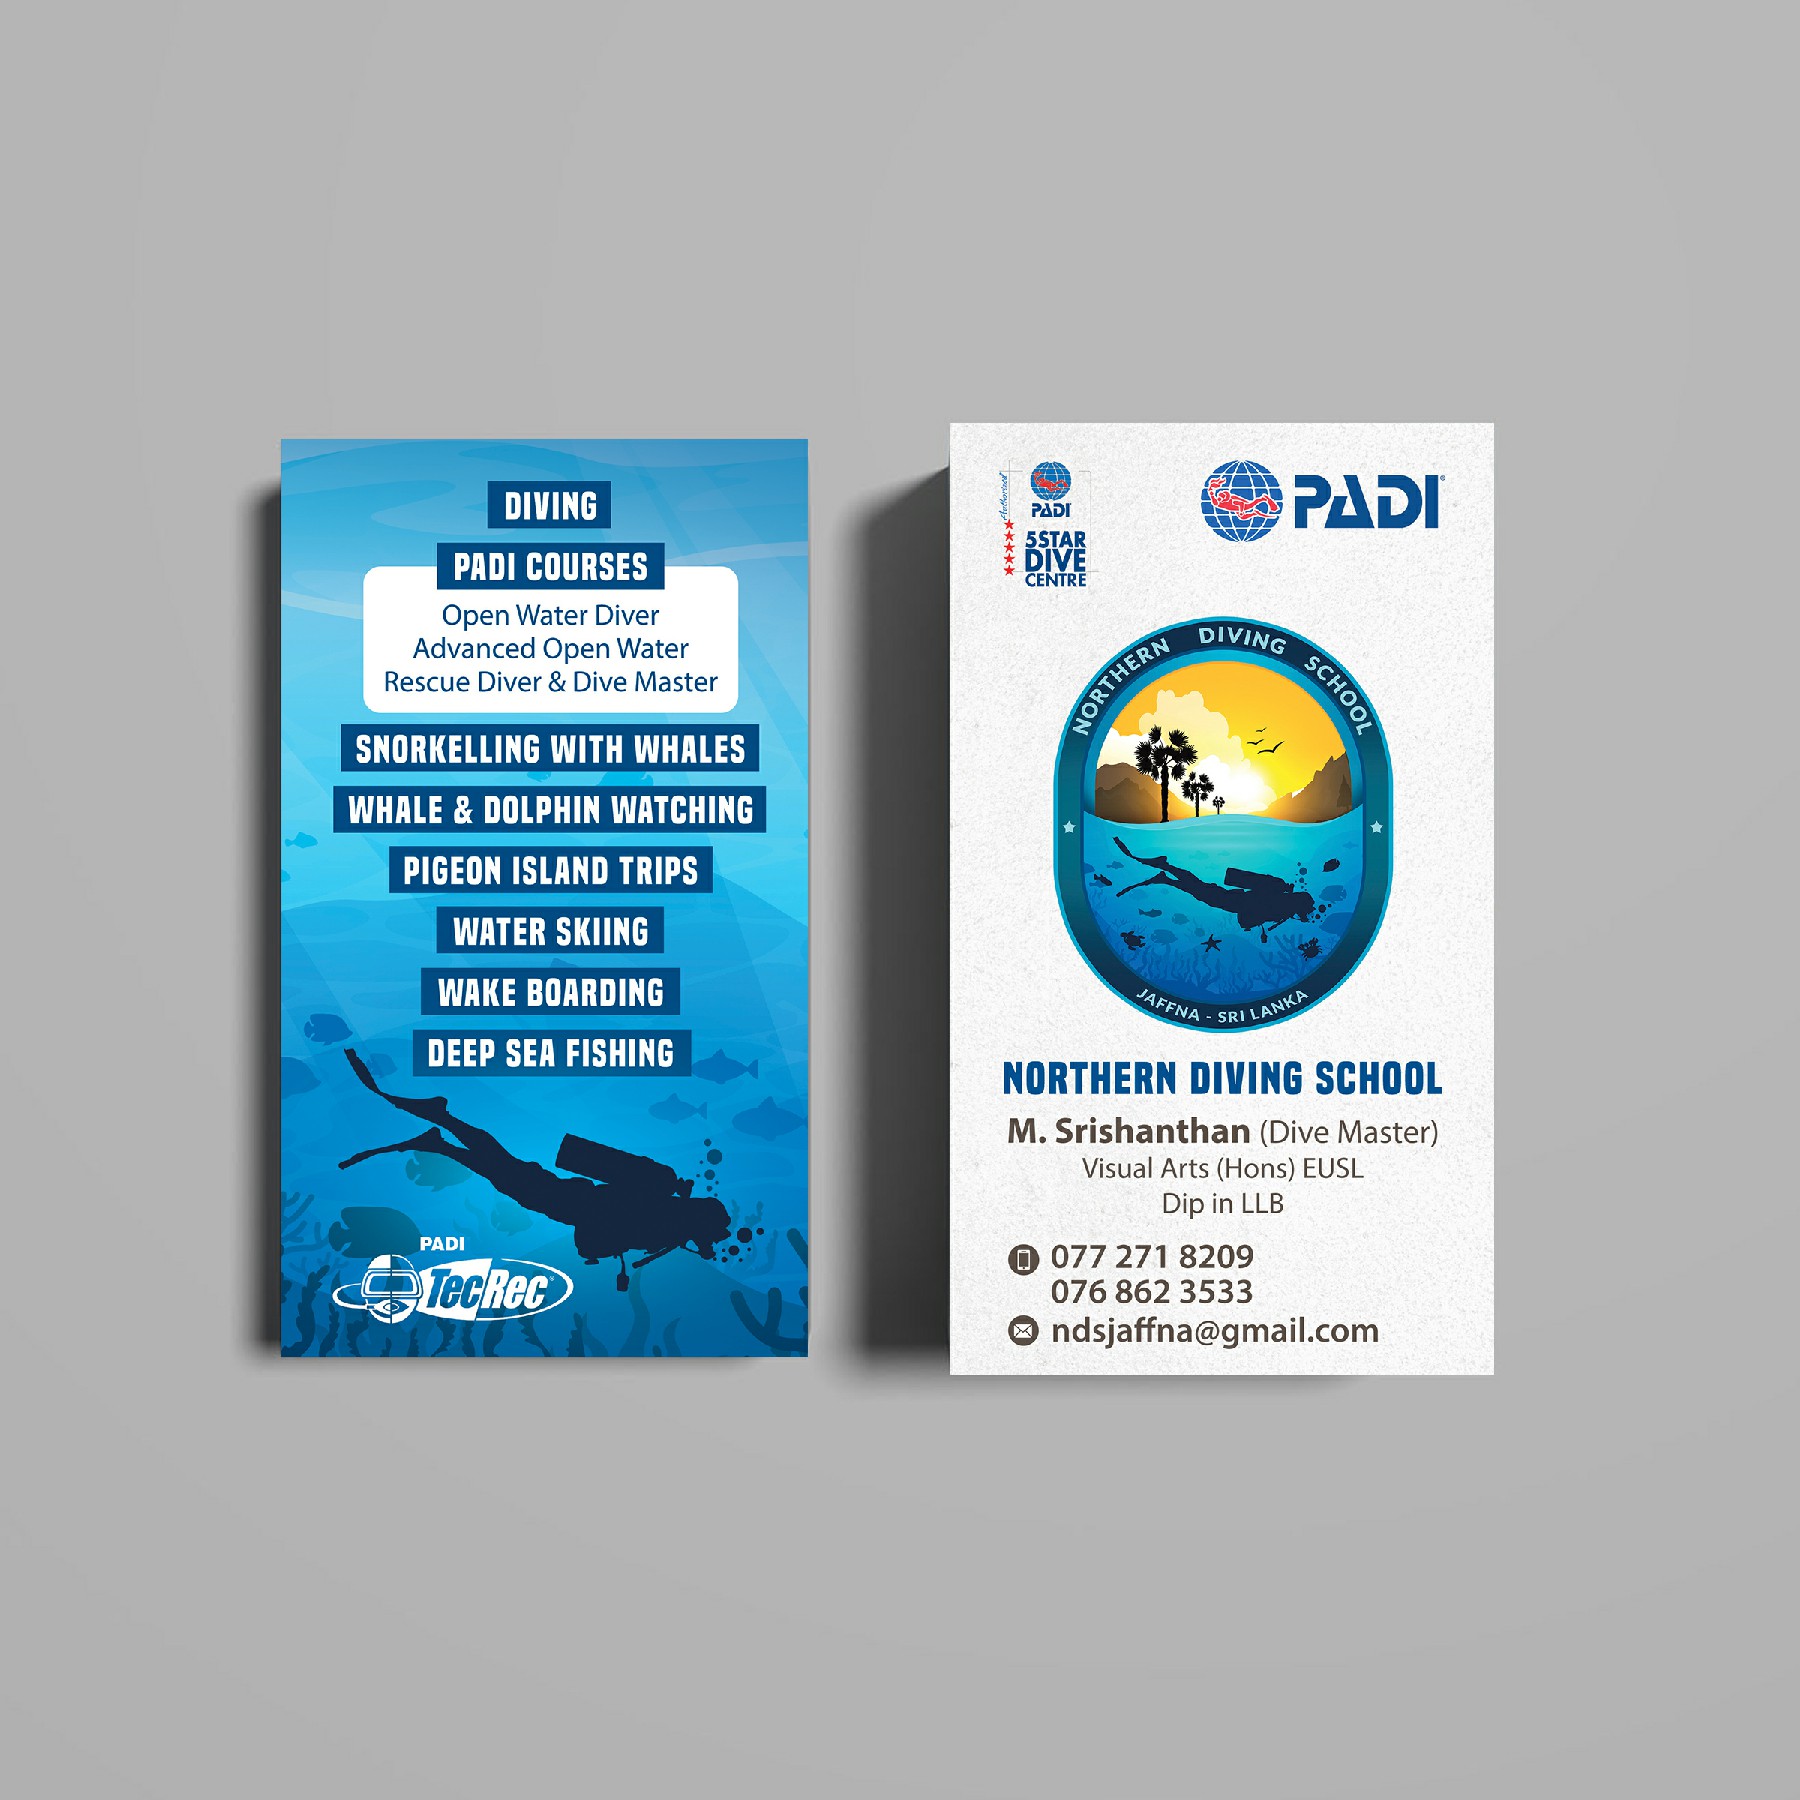 DIVING
PADI COURSES
Open Water Diver
Advanced Open Water
Rescue Diver & Dive Master
SNORKELLING WITH WHALES
WHALE & DOLPHIN WATCHING
PIGEON ISLAND TRIPS
WATER SKIING
WAKE BOARDING
DEEP SEA FISHING
PADI
TecRec
Authorized
PADI
5 STAR
DIVE
CENTRE
PADI
NORTHERN DIVING SCHOOL
JAFFNA - SRI LANKA
NORTHERN DIVING SCHOOL
M. Srishanthan (Dive Master)
Visual Arts (Hons) EUSL
Dip in LLB
077 271 8209
076 862 3533
ndsjaffna@gmail.com